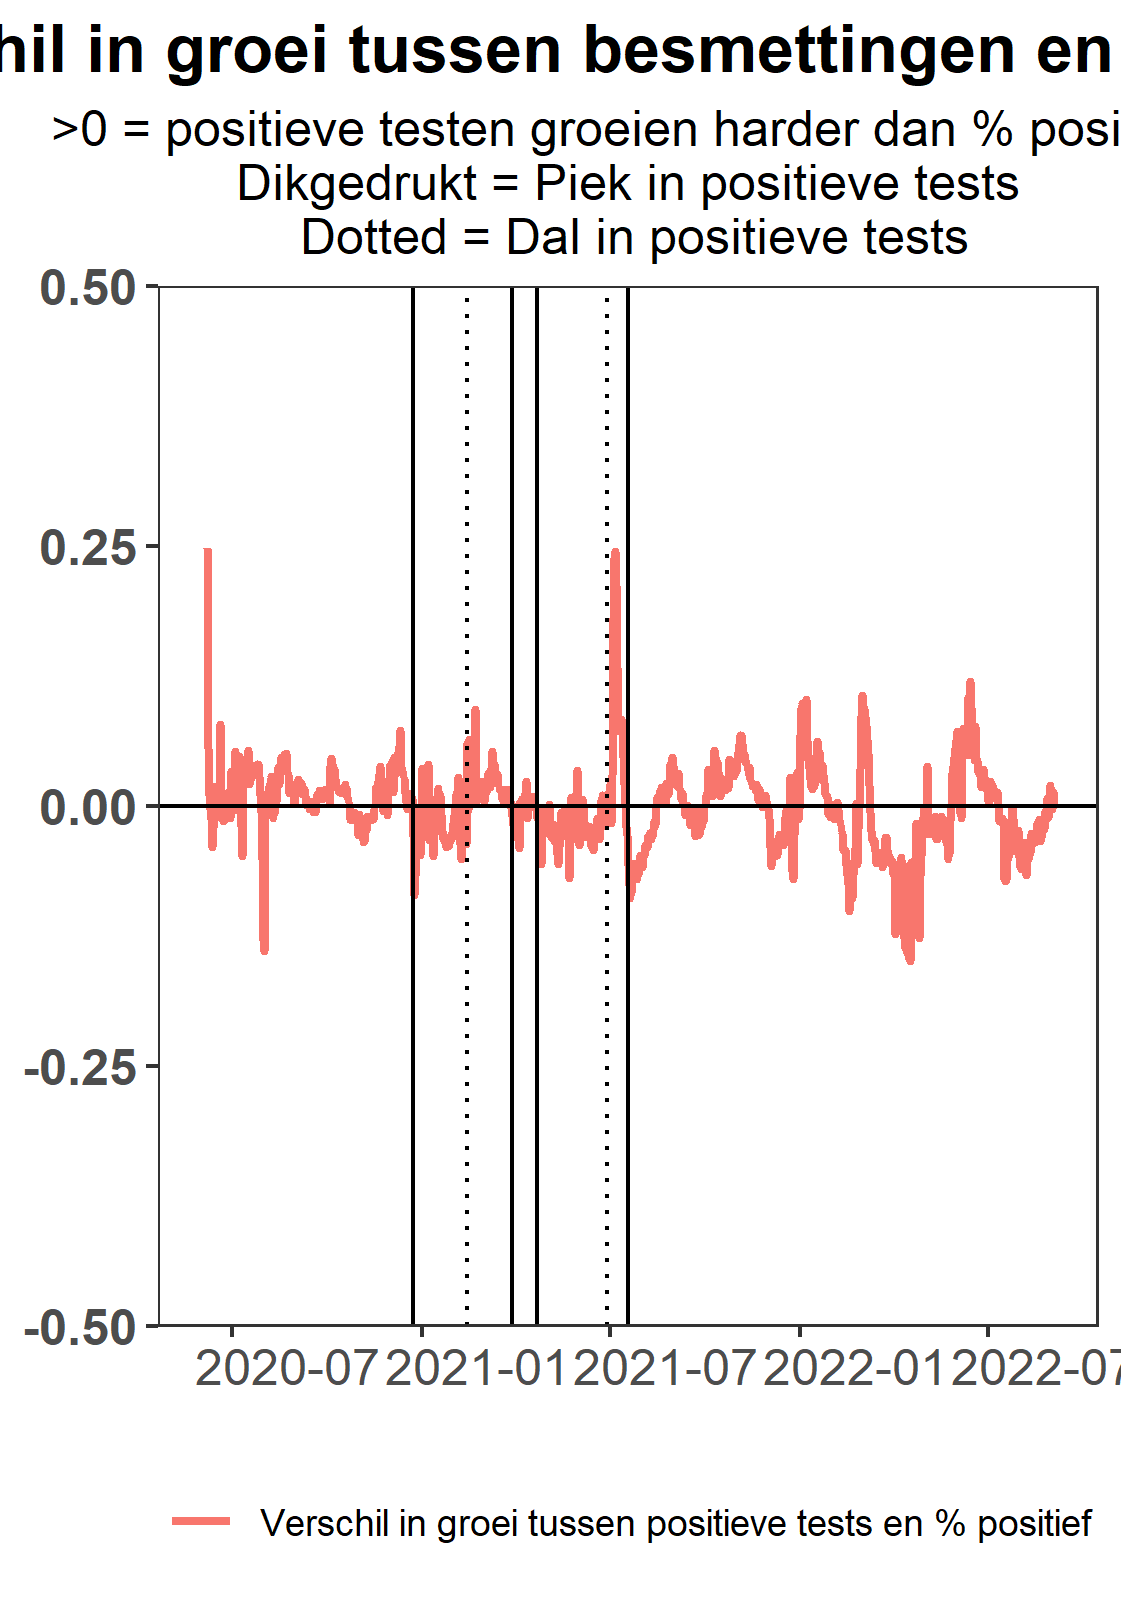 hil in groei tussen besmettingen en
>0 = positieve testen groeien harder dan % posi
Dikgedrukt = Piek in positieve tests
Dotted = Dal in positieve tests
0.50
0.25
0.00
-0.25
-0.50
2020-07 2021-01 2021-07 2022-01 2022-07
Verschil in groei tussen positieve tests en % positief